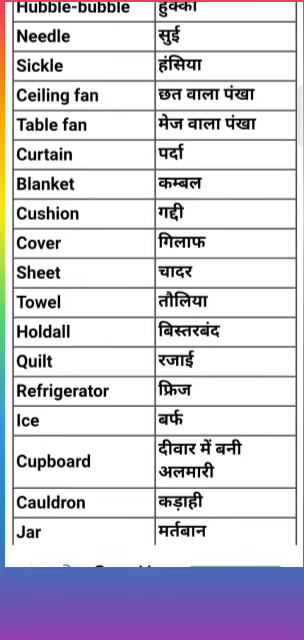 Hubble-bubble हुक्का
Needle सुई
Sickle हंसिया
Ceiling fan छत वाला पंखा
Table fan मेज वाला पंखा
Curtain पर्दा
Blanket कम्बल
Cushion गद्दी
Cover गिलाफ
Sheet चादर
Towel तौलिया
Holdall बिस्तरबंद
Quilt रजाई
Refrigerator फ्रिज
Ice बर्फ
Cupboard दीवार में बनी
अलमारी
Cauldron कड़ाही
Jar मर्तबान